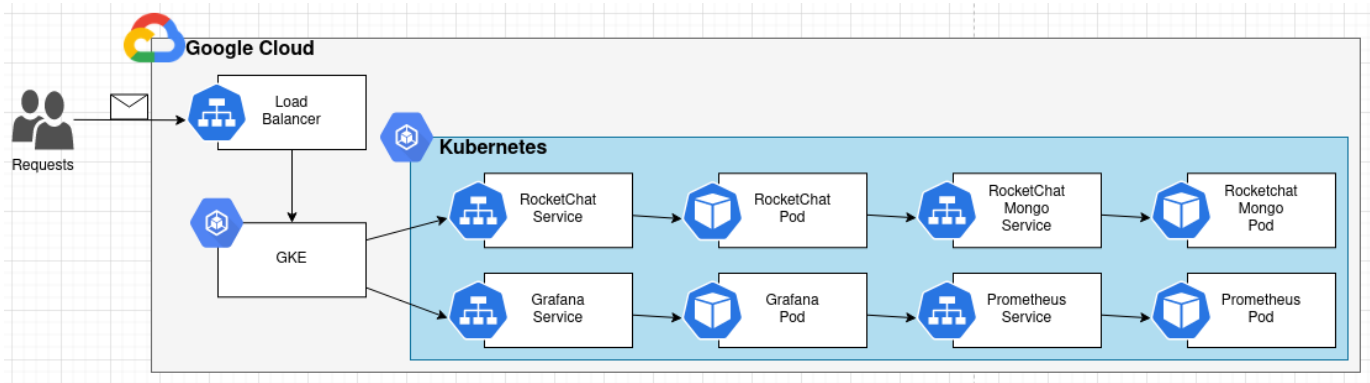 Google Cloud
Load
Balancer
Requests
Kubernetes
RocketChat
Service
RocketChat
Pod
RocketChat
Mongo
Service
Rocketchat
Mongo
Pod
GKE
Grafana
Service
Grafana
Pod
Prometheus
Service
Prometheus
Pod